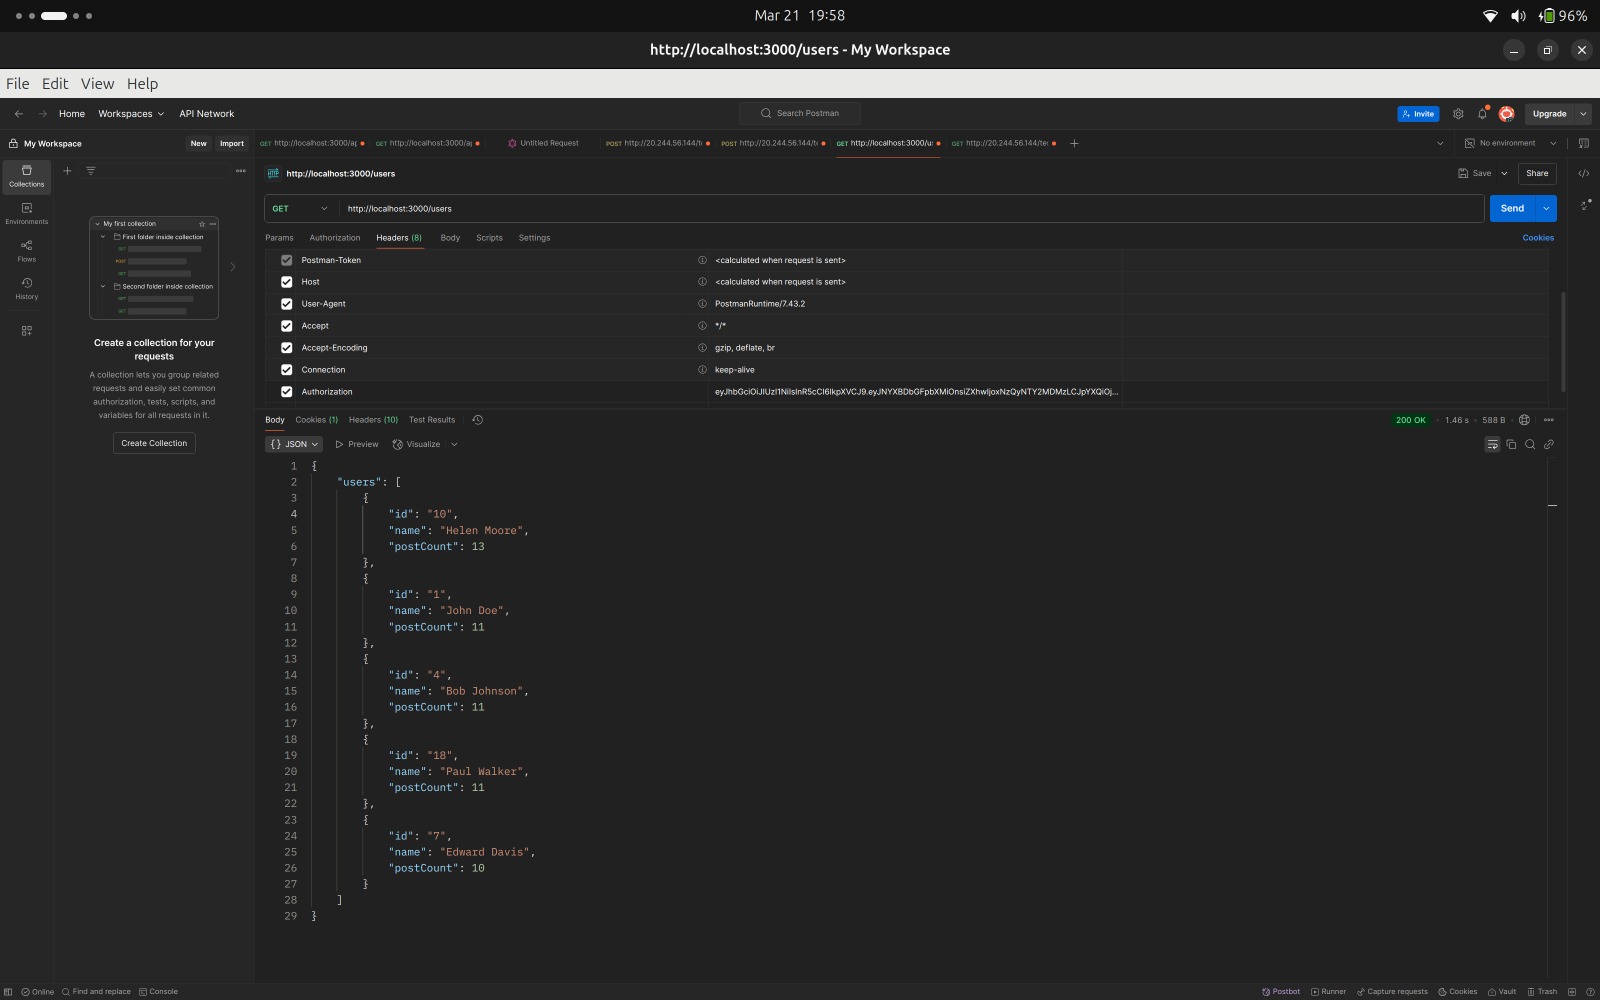 Mar 21 19:58
96%
http://localhost:3000/users - My Workspace
File Edit View Help
Home Workspaces API Network
Search Postman
Invite
Upgrade
My Workspace
New Import
GET http://localhost:3000/a
GET http://localhost:3000/a
Untitled Request
POST http://20.244.56.144/t
POST http://20.244.56.144/te
GET http://localhost:3000/u
GET http://20.244.56.144/te
No environment
Collections
Environments
Flows
History
My first collection
First folder inside collection
GET
POST
GET
Second folder inside collection
GET
GET
Create a collection for your
requests
A collection lets you group related
requests and easily set common
authorization, tests, scripts, and
variables for all requests in it.
Create Collection
HTTP http://localhost:3000/users
Save Share
GET http://localhost:3000/users
Send
Params Authorization Headers (8) Body Scripts Settings
Cookies
Postman-Token <calculated when request is sent>
Host <calculated when request is sent>
User-Agent PostmanRuntime/7.43.2
Accept */*
Accept-Encoding gzip, deflate, br
Connection keep-alive
Authorization
Body Cookies (1) Headers (10) Test Results
200 OK 1.46 s 588 B
{} JSON Preview Visualize
1 {
2 "users": [
3 {
4 "id": "10",
5 "name": "Helen Moore",
6 "postCount": 13
7 },
8 {
9 "id": "1",
10 "name": "John Doe",
11 "postCount": 11
12 },
13 {
14 "id": "4",
15 "name": "Bob Johnson",
16 "postCount": 11
17 },
18 {
19 "id": "18",
20 "name": "Paul Walker",
21 "postCount": 11
22 },
23 {
24 "id": "7",
25 "name": "Edward Davis",
26 "postCount": 10
27 }
28 ]
29 }
Online Find and replace Console
Postbot Runner Capture requests Cookies Vault Trash